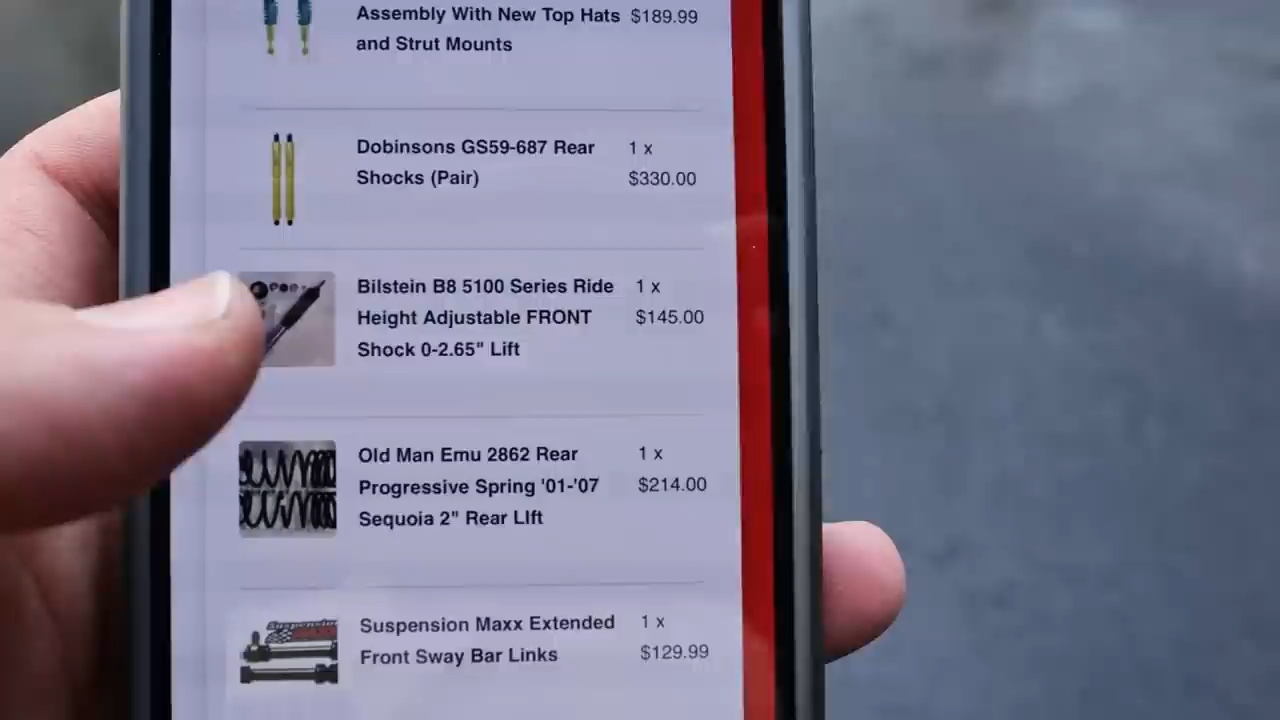 Assembly With New Top Hats $189.99
and Strut Mounts
Dobinsons GS59-687 Rear 1 x
Shocks (Pair) $330.00
Bilstein B8 5100 Series Ride 1 x
Height Adjustable FRONT $145.00
Shock 0-2.65" Lift
Old Man Emu 2862 Rear 1 x
Progressive Spring '01-'07 $214.00
Sequoia 2" Rear LIft
Suspension
MAXX
Suspension Maxx Extended 1 x
Front Sway Bar Links $129.99